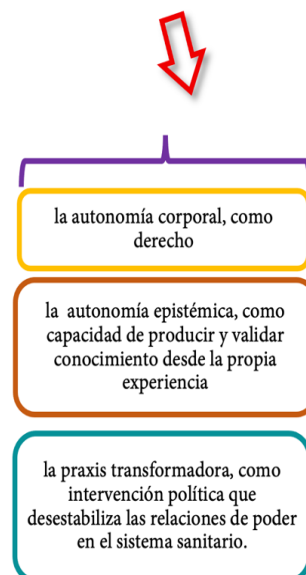 la autonomía corporal, como
derecho
la autonomía epistémica, como
capacidad de producir y validar
conocimiento desde la propia
experiencia
la praxis transformadora, como
intervención política que
desestabiliza las relaciones de poder
en el sistema sanitario.